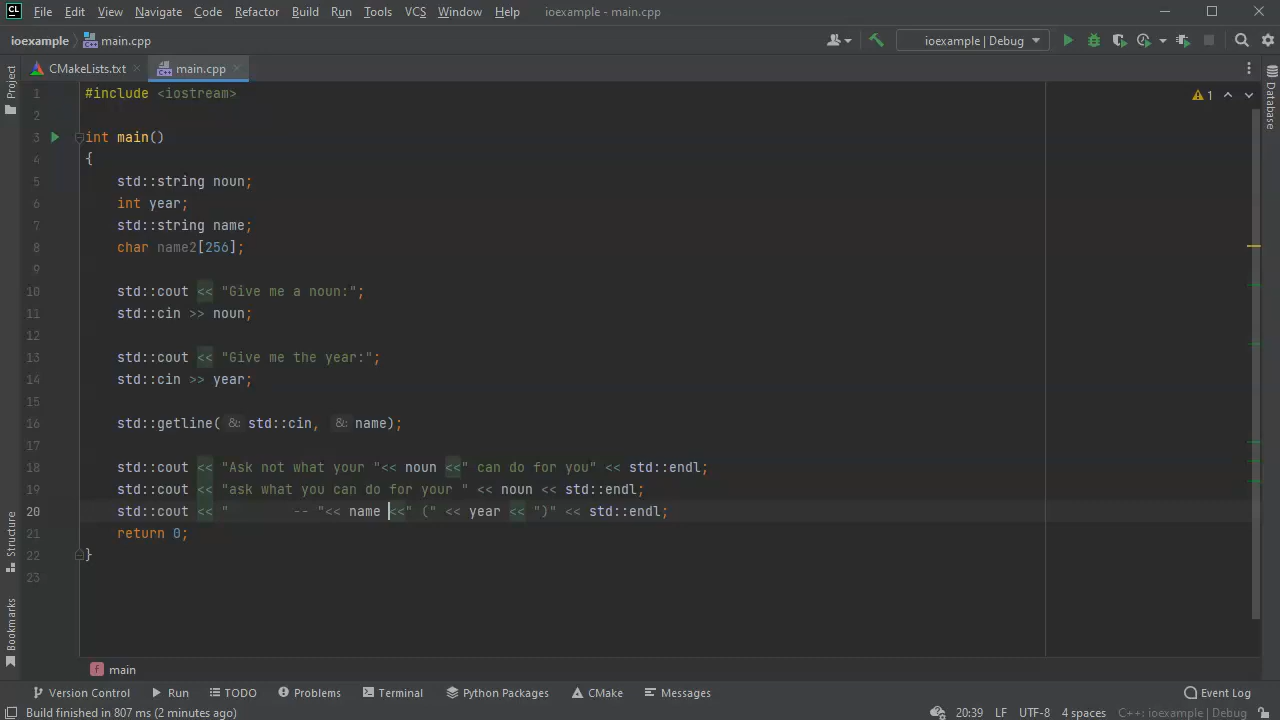 CL File Edit View Navigate Code Refactor Build Run Tools VCS Window Help ioexample - main.cpp
ioexample main.cpp ioexample | Debug
CMakeLists.txt main.cpp
Project
Database
Structure
Bookmarks
1 #include <iostream>
2
3 int main()
4 {
5 std::string noun;
6 int year;
7 std::string name;
8 char name2[256];
9
10 std::cout << "Give me a noun:";
11 std::cin >> noun;
12
13 std::cout << "Give me the year:";
14 std::cin >> year;
15
16 std::getline( &: std::cin, &: name);
17
18 std::cout << "Ask not what your "<< noun <<" can do for you" << std::endl;
19 std::cout << "ask what you can do for your " << noun << std::endl;
20 std::cout << "        -- "<< name <<" (" << year << ")" << std::endl;
21 return 0;
22 }
23
1
f main
Version Control Run TODO Problems Terminal Python Packages CMake Messages Event Log
Build finished in 807 ms (2 minutes ago) 20:39 LF UTF-8 4 spaces C++: ioexample | Debug